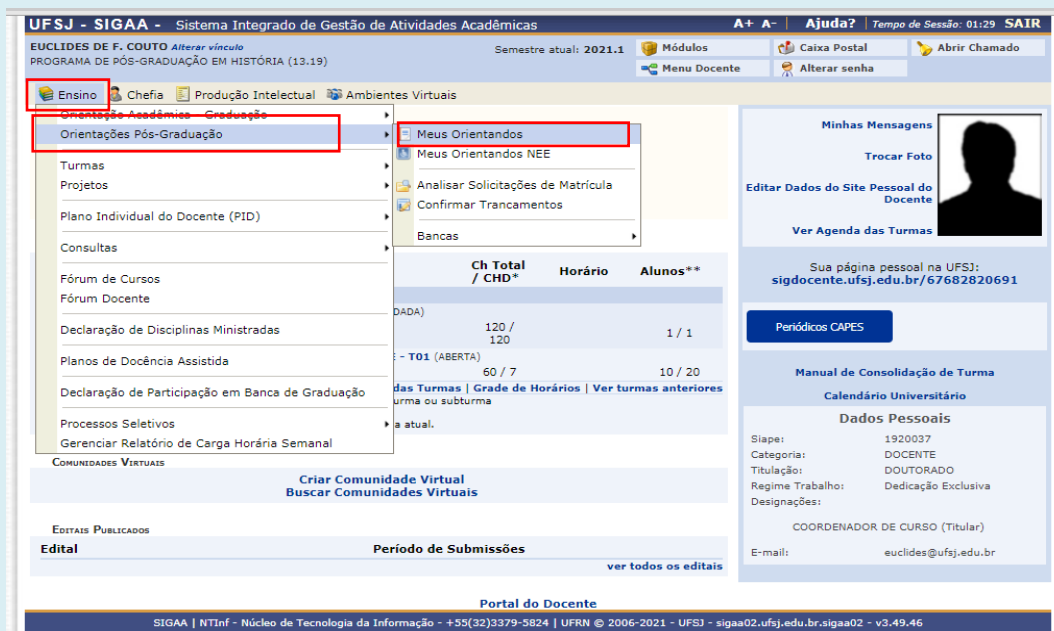 UFSJ - SIGAA - Sistema Integrado de Gestão de Atividades Acadêmicas
A+ A- | Ajuda? | Tempo de Sessão: 01:29 SAIR
EUCLIDES DE F. COUTO Alterar vínculo
PROGRAMA DE PÓS-GRADUAÇÃO EM HISTÓRIA (13.19)
Semestre atual: 2021.1
Módulos
Caixa Postal
Abrir Chamado
Menu Docente
Alterar senha
Ensino
Chefia
Produção Intelectual
Ambientes Virtuais
Orientação Acadêmica - Graduação
Orientações Pós-Graduação
Turmas
Projetos
Plano Individual do Docente (PID)
Consultas
Fórum de Cursos
Fórum Docente
Declaração de Disciplinas Ministradas
Planos de Docência Assistida
Declaração de Participação em Banca de Graduação
Processos Seletivos
Gerenciar Relatório de Carga Horária Semanal
Meus Orientandos
Meus Orientandos NEE
Analisar Solicitações de Matrícula
Confirmar Trancamentos
Bancas
Ch Total / CHD*
Horário
Alunos**
DADA)
120 / 120
1 / 1
- T01 (ABERTA)
60 / 7
10 / 20
das Turmas | Grade de Horários | Ver turmas anteriores
urma ou subturma
a atual.
COMUNIDADES VIRTUAIS
Criar Comunidade Virtual
Buscar Comunidades Virtuais
EDITAIS PUBLICADOS
Edital
Período de Submissões
ver todos os editais
Minhas Mensagens
Trocar Foto
Editar Dados do Site Pessoal do Docente
Ver Agenda das Turmas
Sua página pessoal na UFSJ:
sigdocente.ufsj.edu.br/67682820691
Periódicos CAPES
Manual de Consolidação de Turma
Calendário Universitário
Dados Pessoais
Siape: 1920037
Categoria: DOCENTE
Titulação: DOUTORADO
Regime Trabalho: Dedicação Exclusiva
Designações:
COORDENADOR DE CURSO (Titular)
E-mail: euclides@ufsj.edu.br
Portal do Docente
SIGAA | NTInf - Núcleo de Tecnologia da Informação - +55(32)3379-5824 | UFRN © 2006-2021 - UFSJ - sigaa02.ufsj.edu.br.sigaa02 - v3.49.46